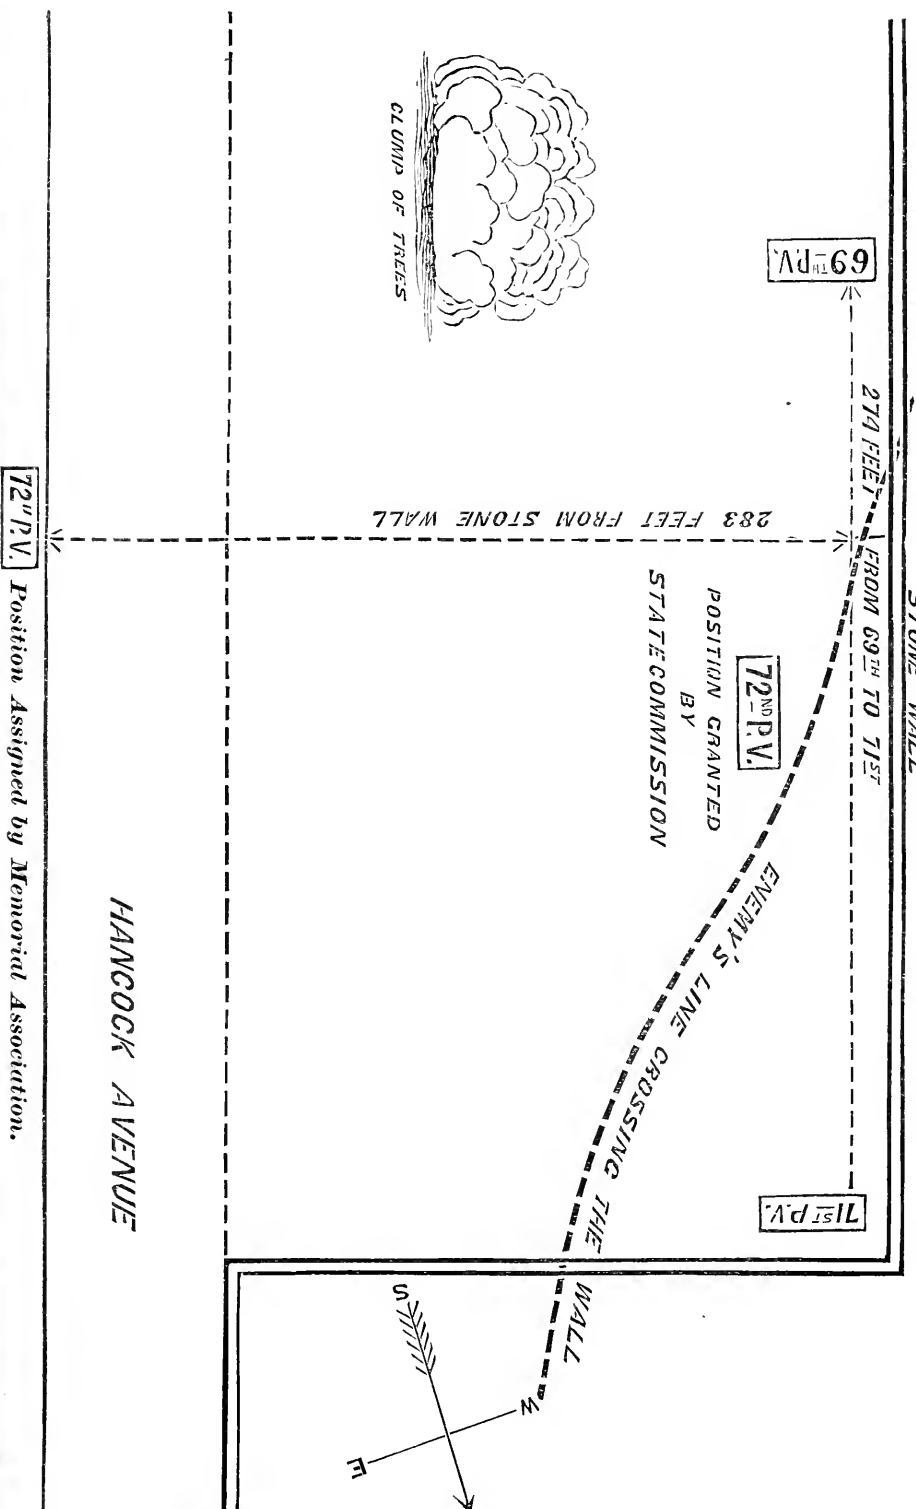 STONE WALL
274 FEET FROM 69TH TO 71ST
69TH P.V.
71ST P.V.
283 FEET FROM STONE WALL
72ND P.V.
POSITION GRANTED
BY
STATE COMMISSION
ENEMY'S LINE CROSSING THE WALL
CLUMP OF TREES
HANCOCK AVENUE
S
W
E
72" P.V. Position Assigned by Memorial Association.